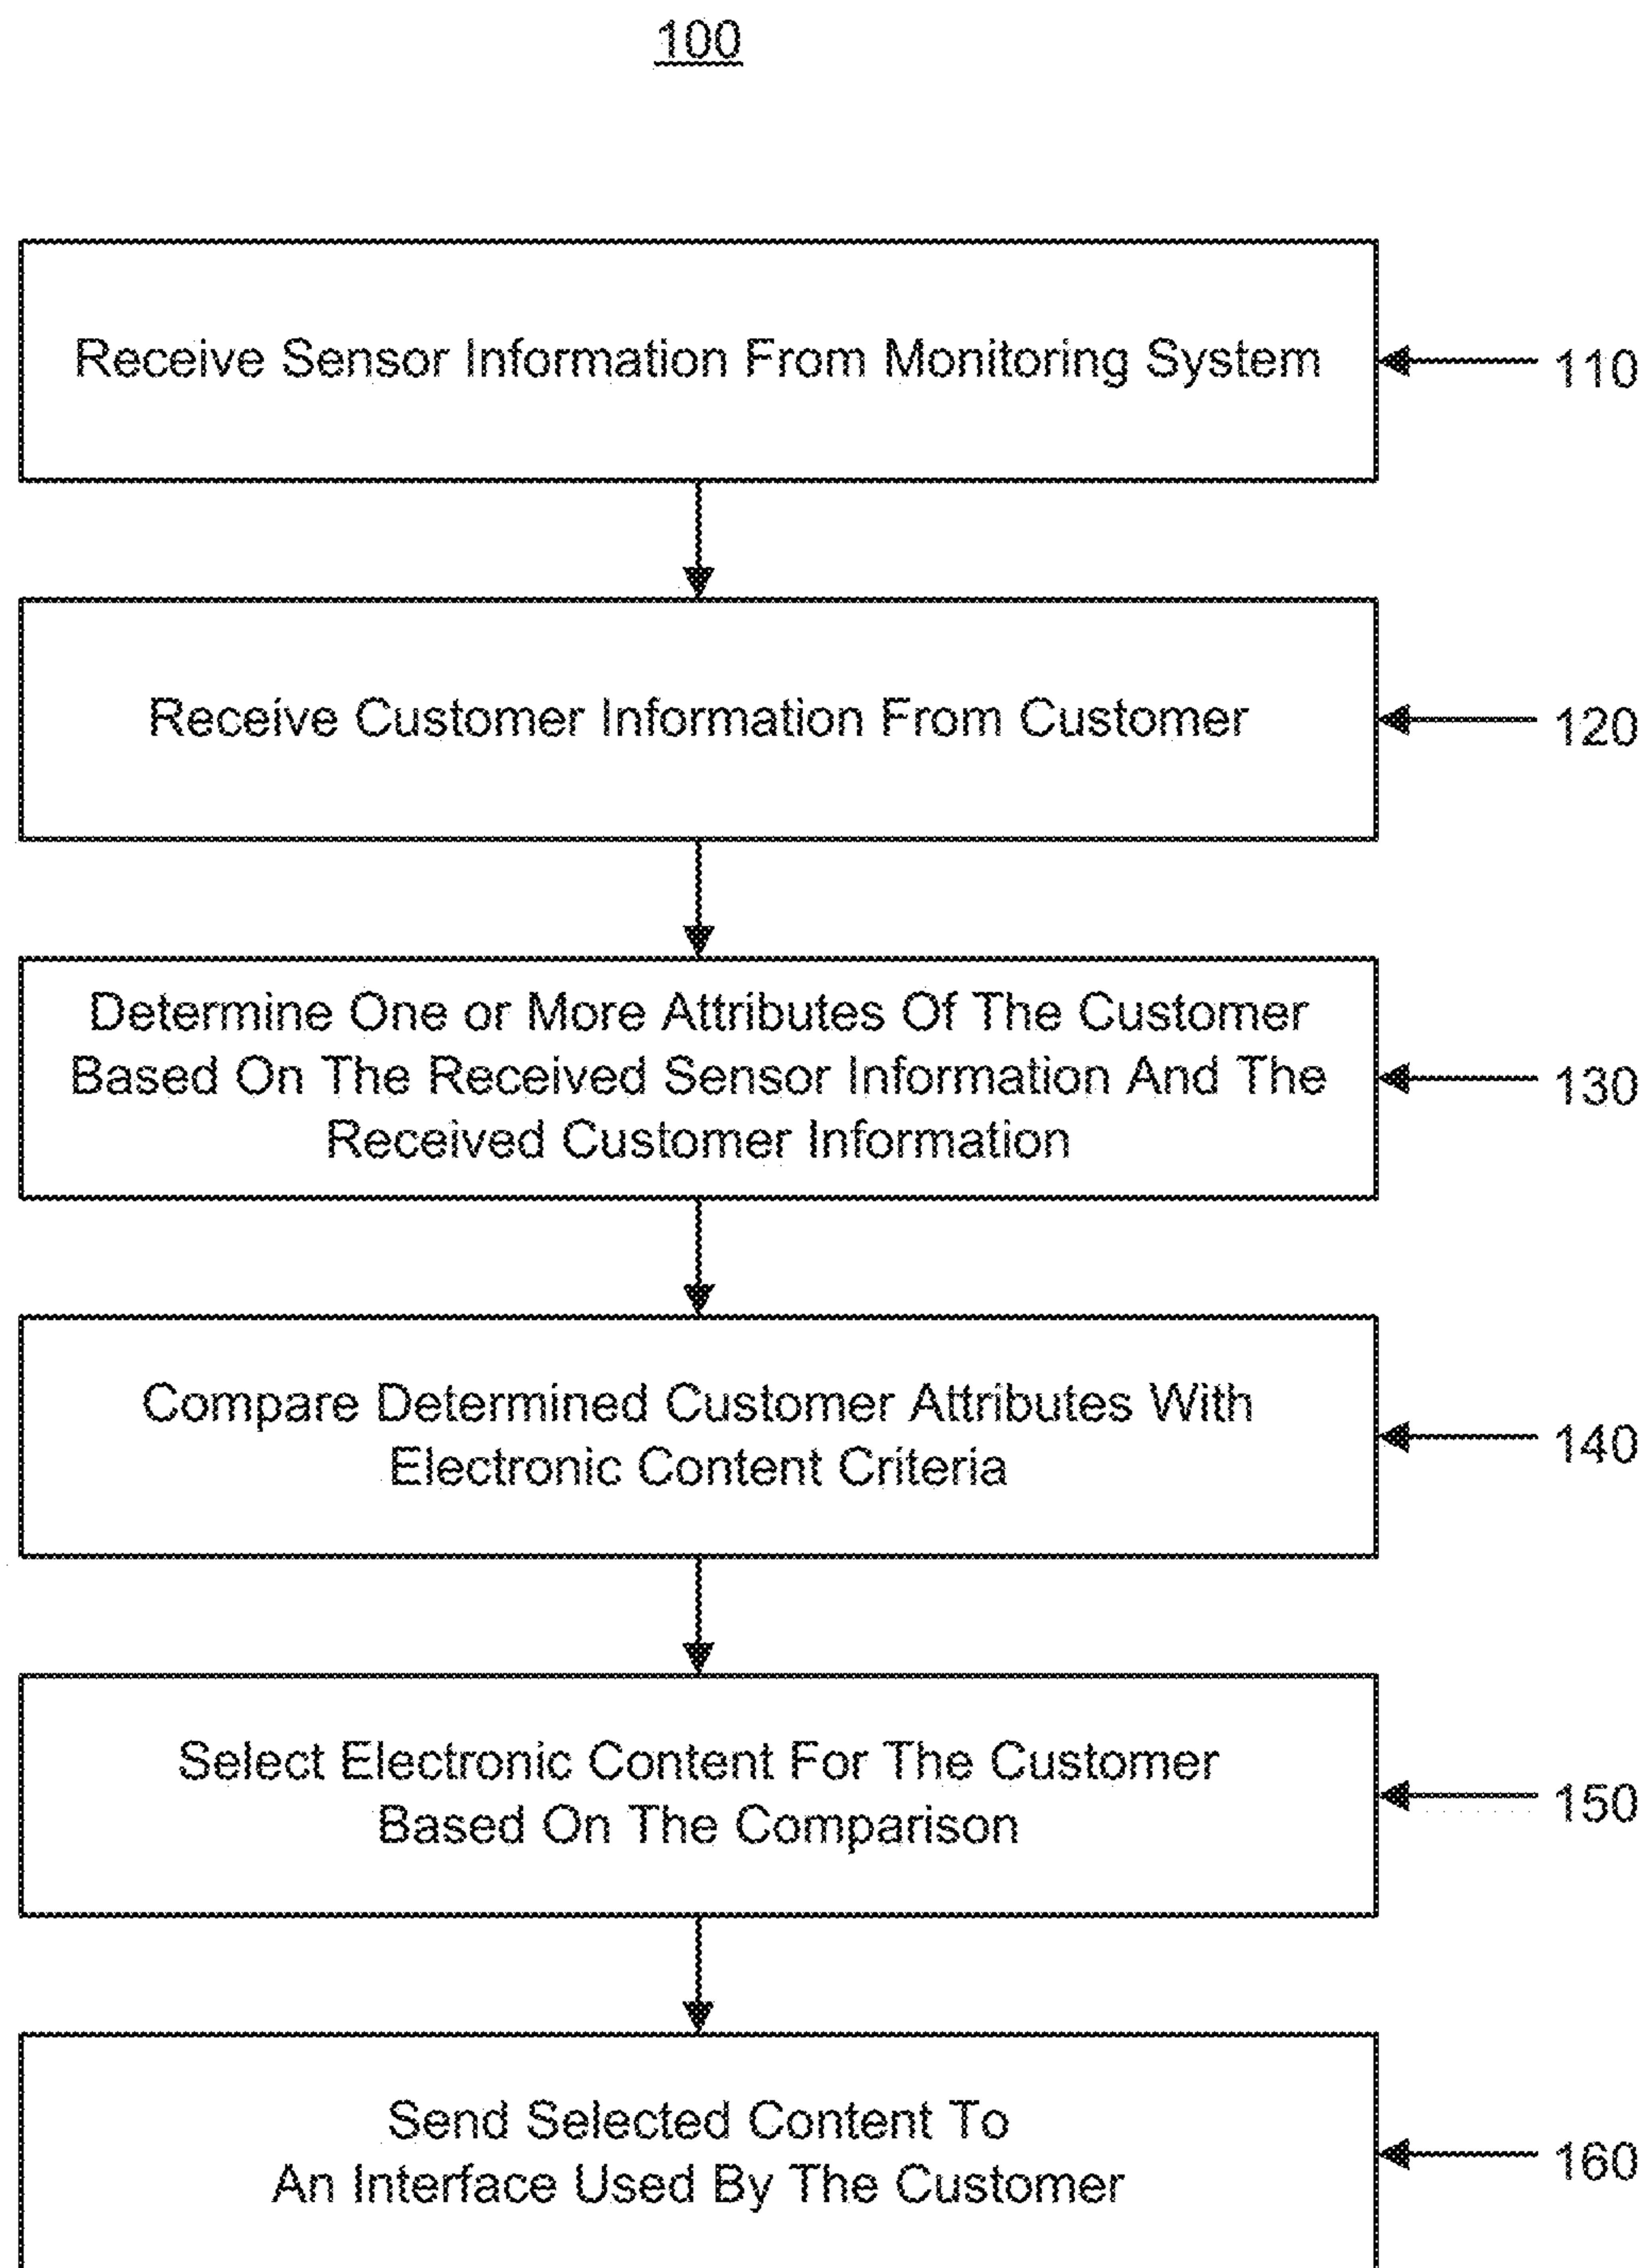 100
Receive Sensor Information From Monitoring System
110
Receive Customer Information From Customer
120
Determine One or More Attributes Of The Customer
Based On The Received Sensor Information And The
Received Customer Information
130
Compare Determined Customer Attributes With
Electronic Content Criteria
140
Select Electronic Content For The Customer
Based On The Comparison
150
Send Selected Content To
An Interface Used By The Customer
160